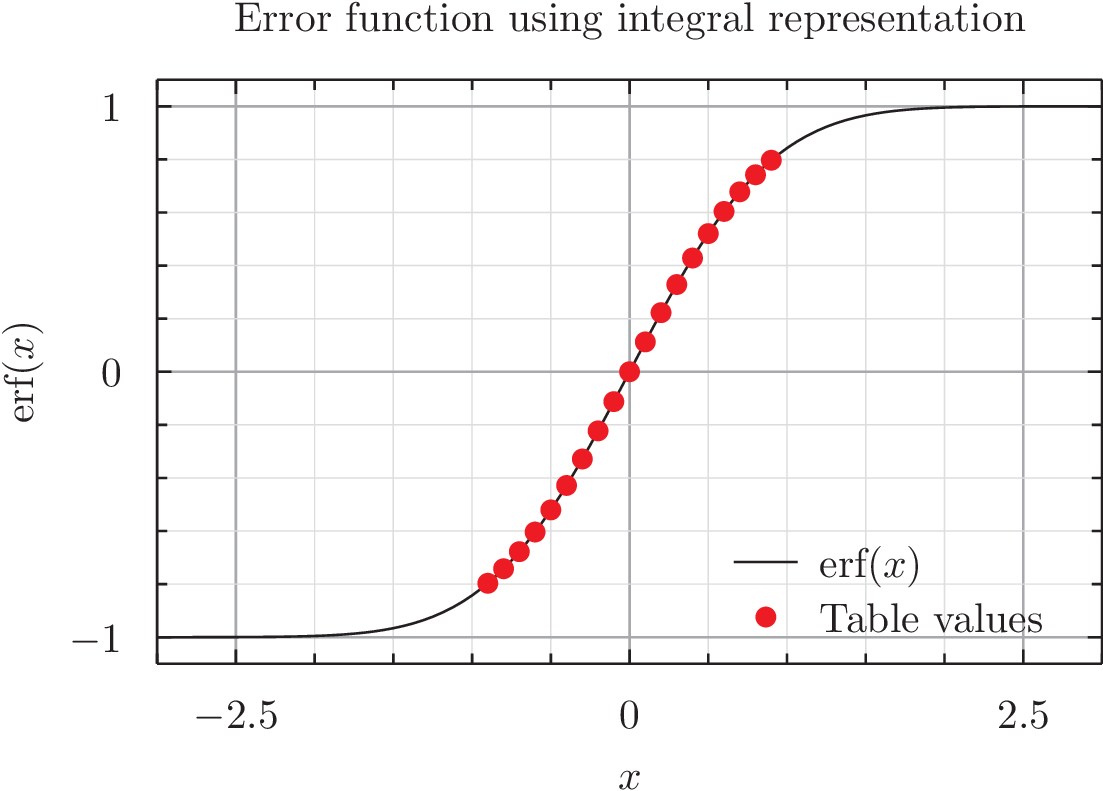 Error function using integral representation
1
0
−1
erf(x)
erf(x)
Table values
−2.5
0
2.5
x